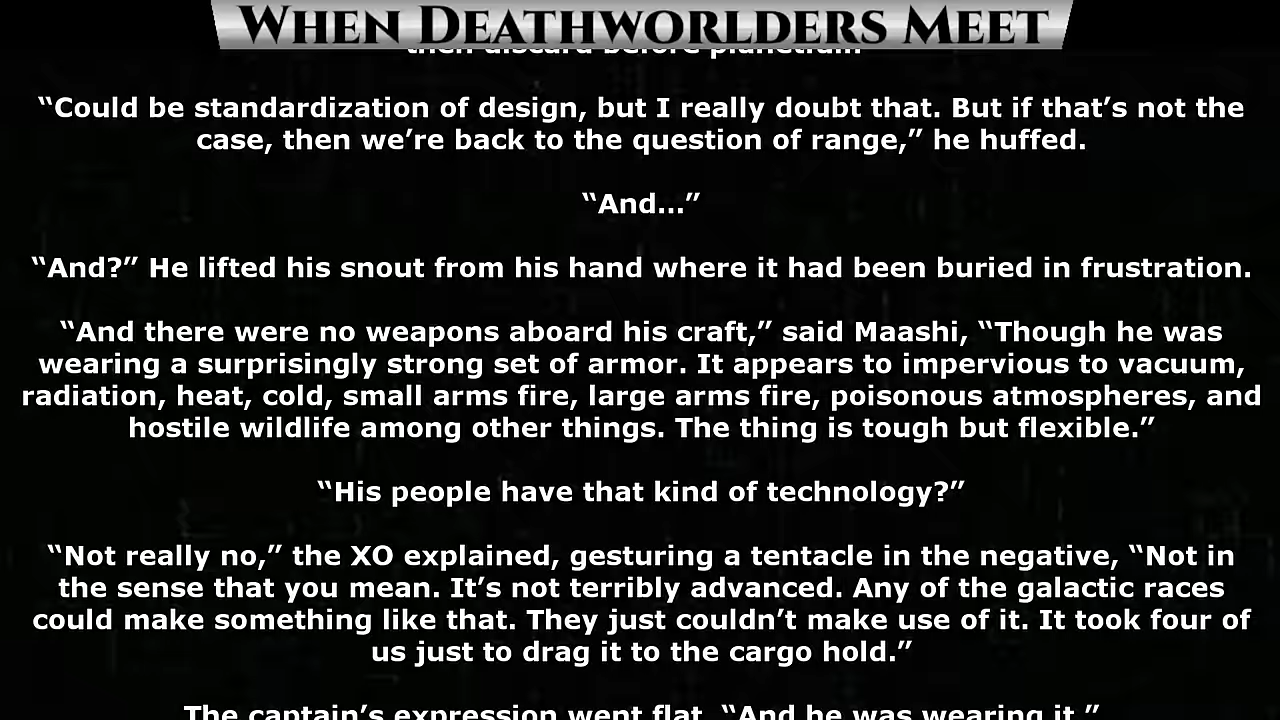 WHEN DEATHWORLDERS MEET
then discard before planetfall.
“Could be standardization of design, but I really doubt that. But if that’s not the
case, then we’re back to the question of range,” he huffed.
“And…”
“And?” He lifted his snout from his hand where it had been buried in frustration.
“And there were no weapons aboard his craft,” said Maashi, “Though he was
wearing a surprisingly strong set of armor. It appears to impervious to vacuum,
radiation, heat, cold, small arms fire, large arms fire, poisonous atmospheres, and
hostile wildlife among other things. The thing is tough but flexible.”
“His people have that kind of technology?”
“Not really no,” the XO explained, gesturing a tentacle in the negative, “Not in
the sense that you mean. It’s not terribly advanced. Any of the galactic races
could make something like that. They just couldn’t make use of it. It took four of
us just to drag it to the cargo hold.”
The captain’s expression went flat. “And he was wearing it.”